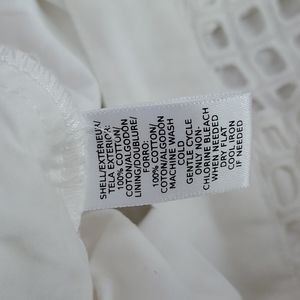 SHELL/EXTERIEUR/
TELA EXTERIOR:
100% COTTON/
COTON/ALGODÓN
LINING/DOUBLURE/
FORRO:
100% COTTON/
COTON/ALGODON
MACHINE WASH
COLD
GENTLE CYCLE
ONLY NON-
CHLORINE BLEACH
WHEN NEEDED
DRY FLAT
COOL IRON
IF NEEDED